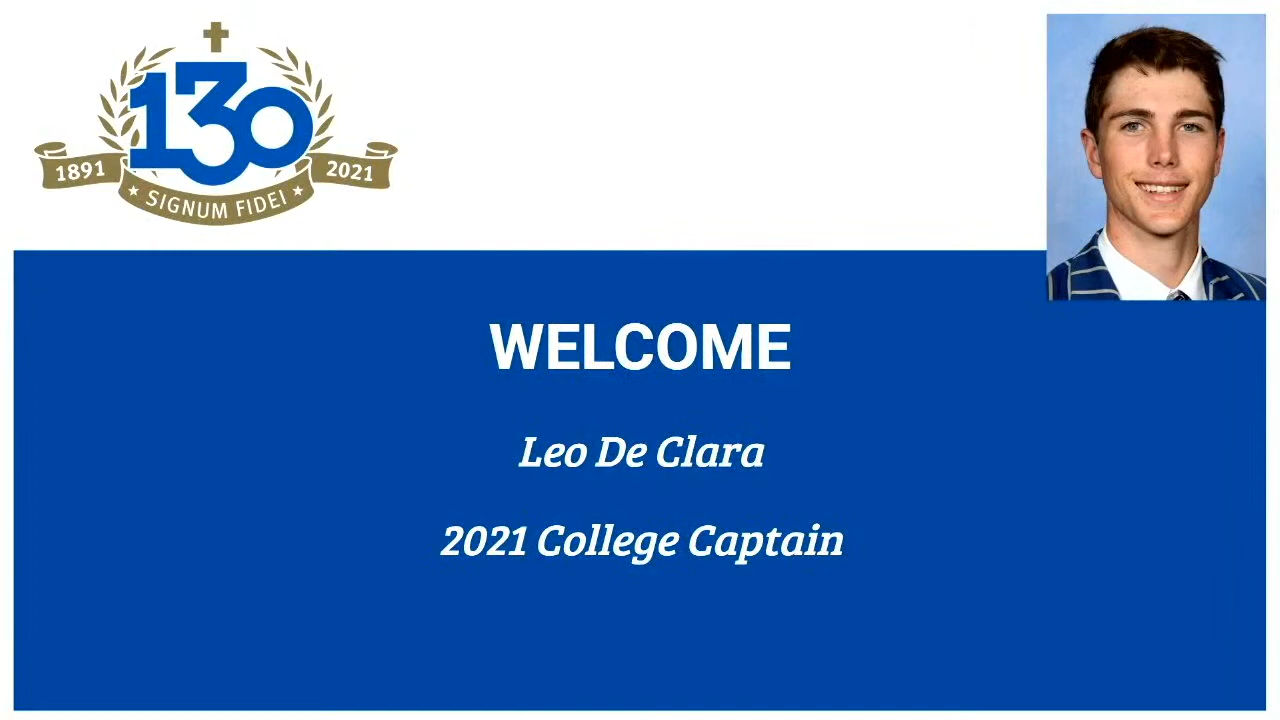 130
1891
2021
SIGNUM FIDEI
WELCOME
Leo De Clara
2021 College Captain